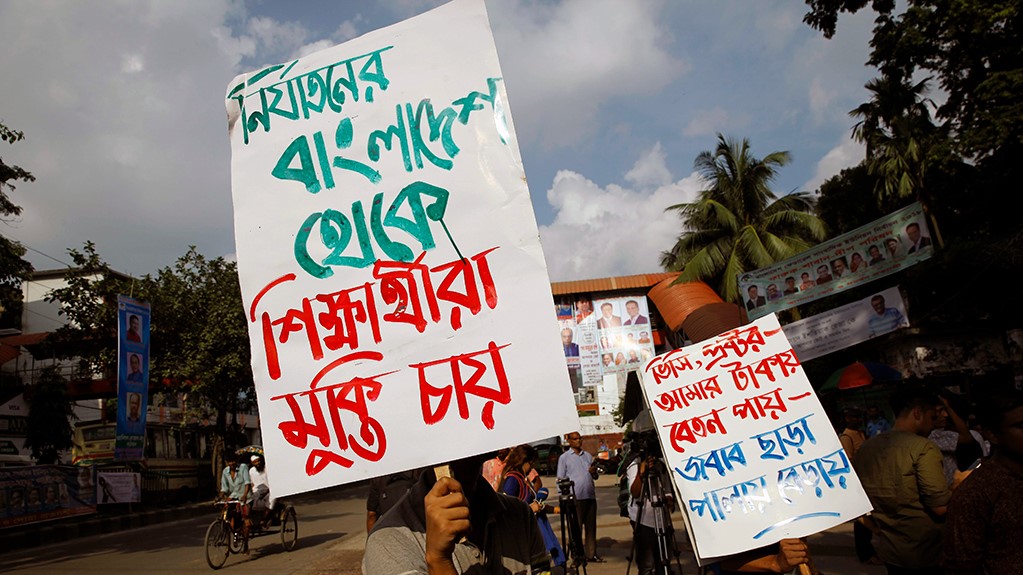 নির্যাতনের
বাংলাদেশ
থেকে
শিক্ষার্থীরা
মুক্তি চায়
ভিসি, প্রক্টর-
আমার টাকায়
বেতন পায়-
জবাব ছাড়া
পালায় বেড়ায়